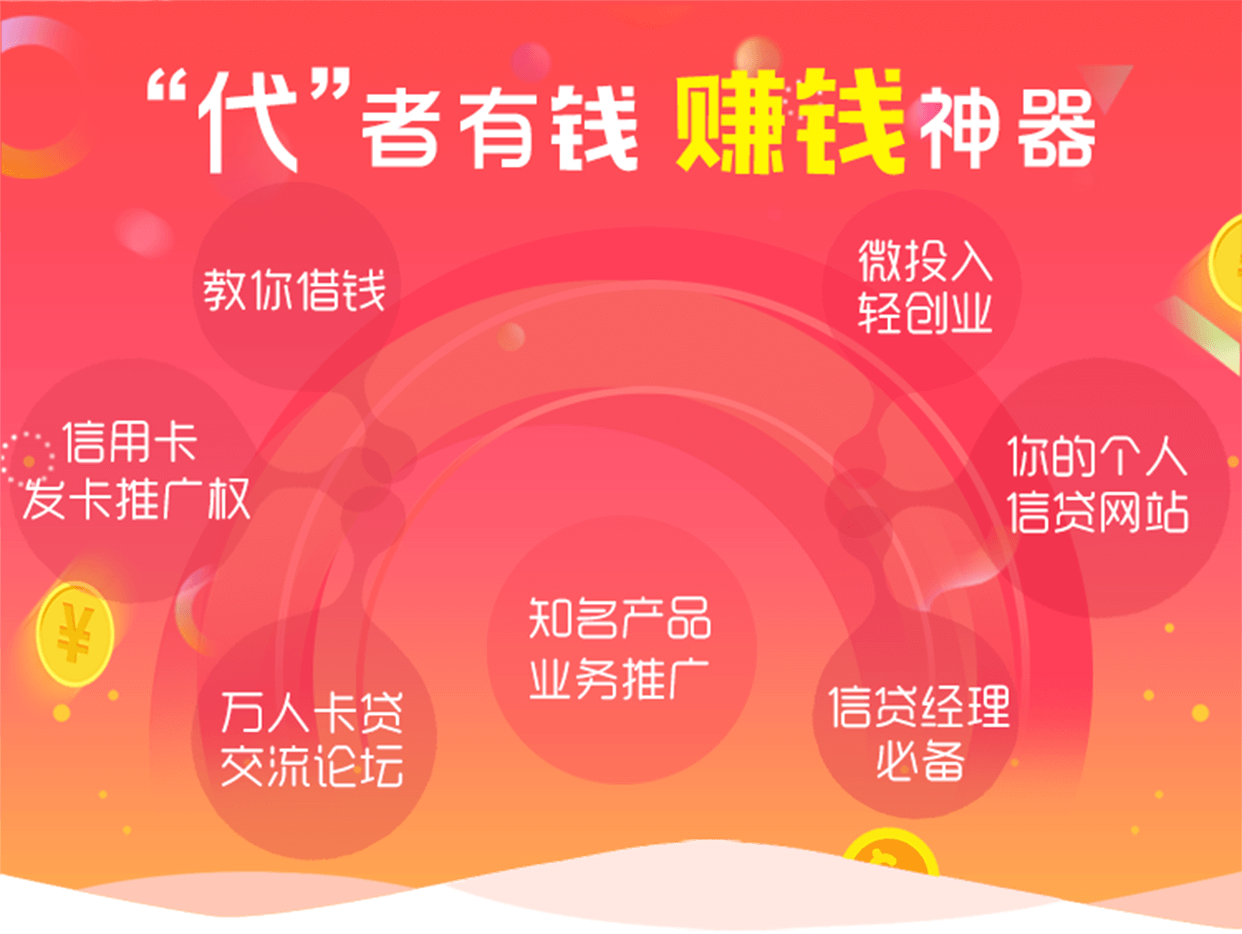 “代”者有钱 赚钱神器
教你借钱
微投入
轻创业
信用卡
发卡推广权
你的个人
信贷网站
知名产品
业务推广
万人卡贷
交流论坛
信贷经理
必备